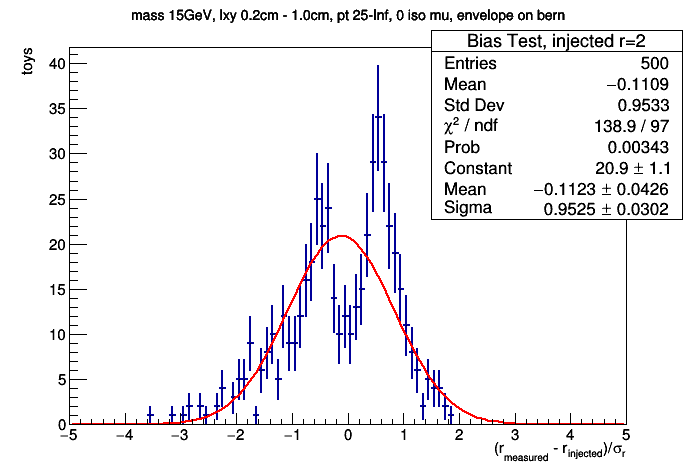 mass 15GeV, lxy 0.2cm - 1.0cm, pt 25-Inf, 0 iso mu, envelope on bern
toys
Bias Test, injected r=2
Entries 500
Mean −0.1109
Std Dev 0.9533
χ² / ndf 138.9 / 97
Prob 0.00343
Constant 20.9 ± 1.1
Mean −0.1123 ± 0.0426
Sigma 0.9525 ± 0.0302
40
35
30
25
20
15
10
5
0
−5 −4 −3 −2 −1 0 1 2 3 4 5
(r_measured - r_injected)/σ_r